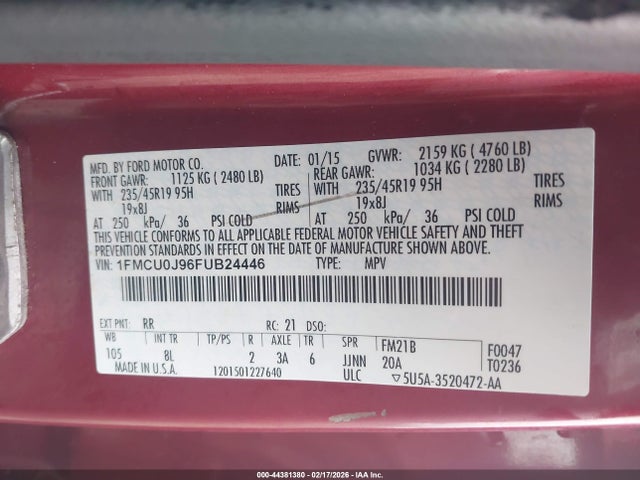 MFD. BY FORD MOTOR CO.
DATE: 01/15 GVWR: 2159 KG ( 4760 LB)
FRONT GAWR: 1125 KG ( 2480 LB) REAR GAWR: 1034 KG ( 2280 LB)
WITH 235/45R19 95H TIRES WITH 235/45R19 95H TIRES
19x8J RIMS 19x8J RIMS
AT 250 kPa/ 36 PSI COLD AT 250 kPa/ 36 PSI COLD
THIS VEHICLE CONFORMS TO ALL APPLICABLE FEDERAL MOTOR VEHICLE SAFETY AND THEFT
PREVENTION STANDARDS IN EFFECT ON THE DATE OF MANUFACTURE SHOWN ABOVE.
VIN: 1FMCU0J96FUB24446 TYPE: MPV
EXT PNT: RR RC: 21 DSO:
WB INT TR TP/PS R AXLE TR SPR FM21B F0047
105 8L 2 3A 6 JJNN 20A T0236
MADE IN U.S.A. 1201501227640 ULC ▽5U5A-3520472-AA
000-44381380 - 02/17/2026 - IAA Inc.